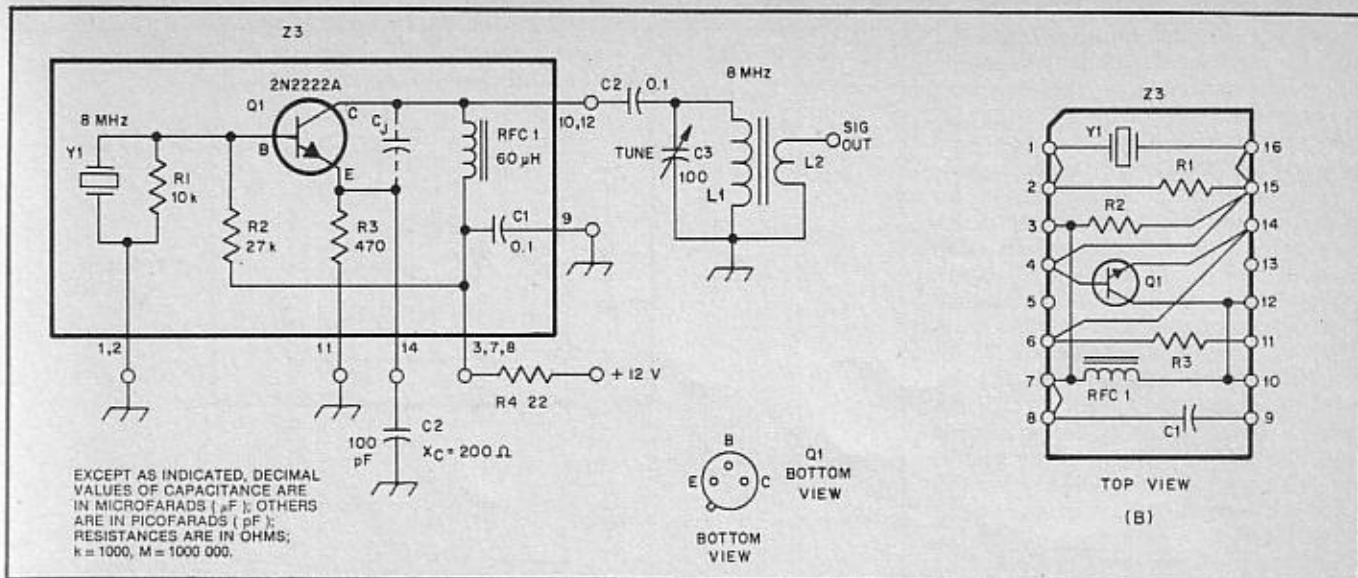 Z3
2N2222A
Q1
C
B
E
8 MHz
Y1
R1
10 k
R2
27 k
R3
470
CJ
RFC 1
60 µH
C1
0.1
9
10,12
C2
0.1
8 MHz
TUNE
C3
100
L1
L2
SIG
OUT
1,2
11
14
3,7,8
R4 22
+ 12 V
100
pF
C2
XC = 200 Ω
EXCEPT AS INDICATED, DECIMAL
VALUES OF CAPACITANCE ARE
IN MICROFARADS ( µF ); OTHERS
ARE IN PICOFARADS ( pF );
RESISTANCES ARE IN OHMS;
k = 1000, M = 1000 000.
B
E
C
Q1
BOTTOM
VIEW
BOTTOM
VIEW
Z3
Y1
1
16
2
R1
15
3
R2
14
4
Q1
13
5
12
6
R3
11
7
RFC 1
10
8
C1
9
TOP VIEW
(B)